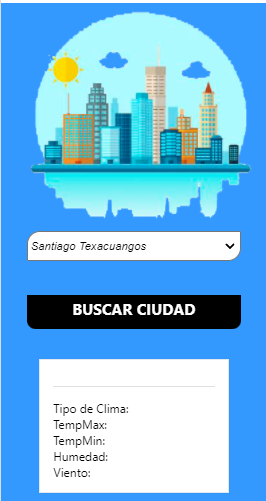 Santiago Texacuangos
BUSCAR CIUDAD
Tipo de Clima:
TempMax:
TempMin:
Humedad:
Viento: